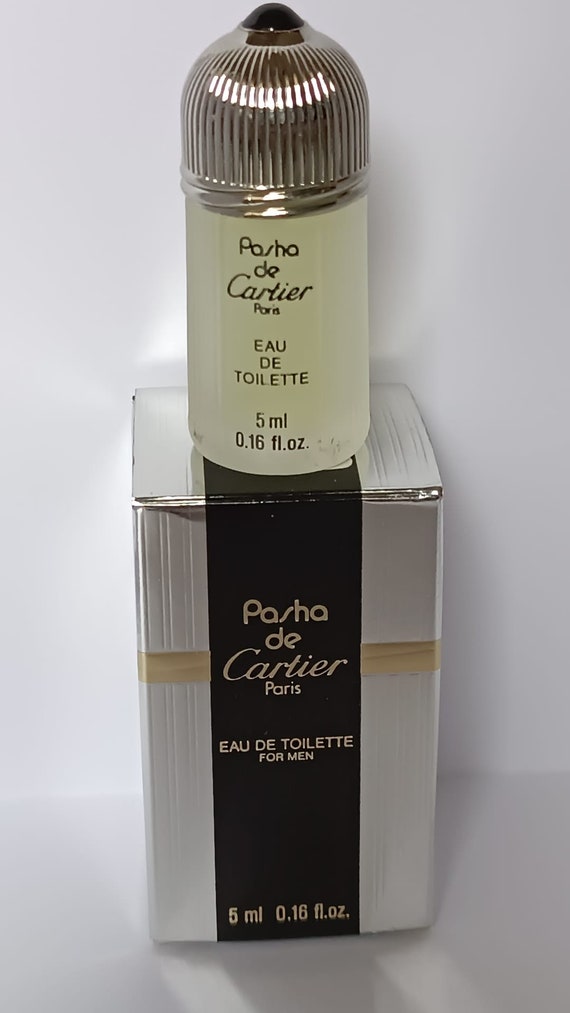 Pasha
de
Cartier
Paris
EAU
DE
TOILETTE
5 ml
0.16 fl.oz.
Pasha
de
Cartier
Paris
EAU DE TOILETTE
FOR MEN
5 ml 0.16 fl.oz.